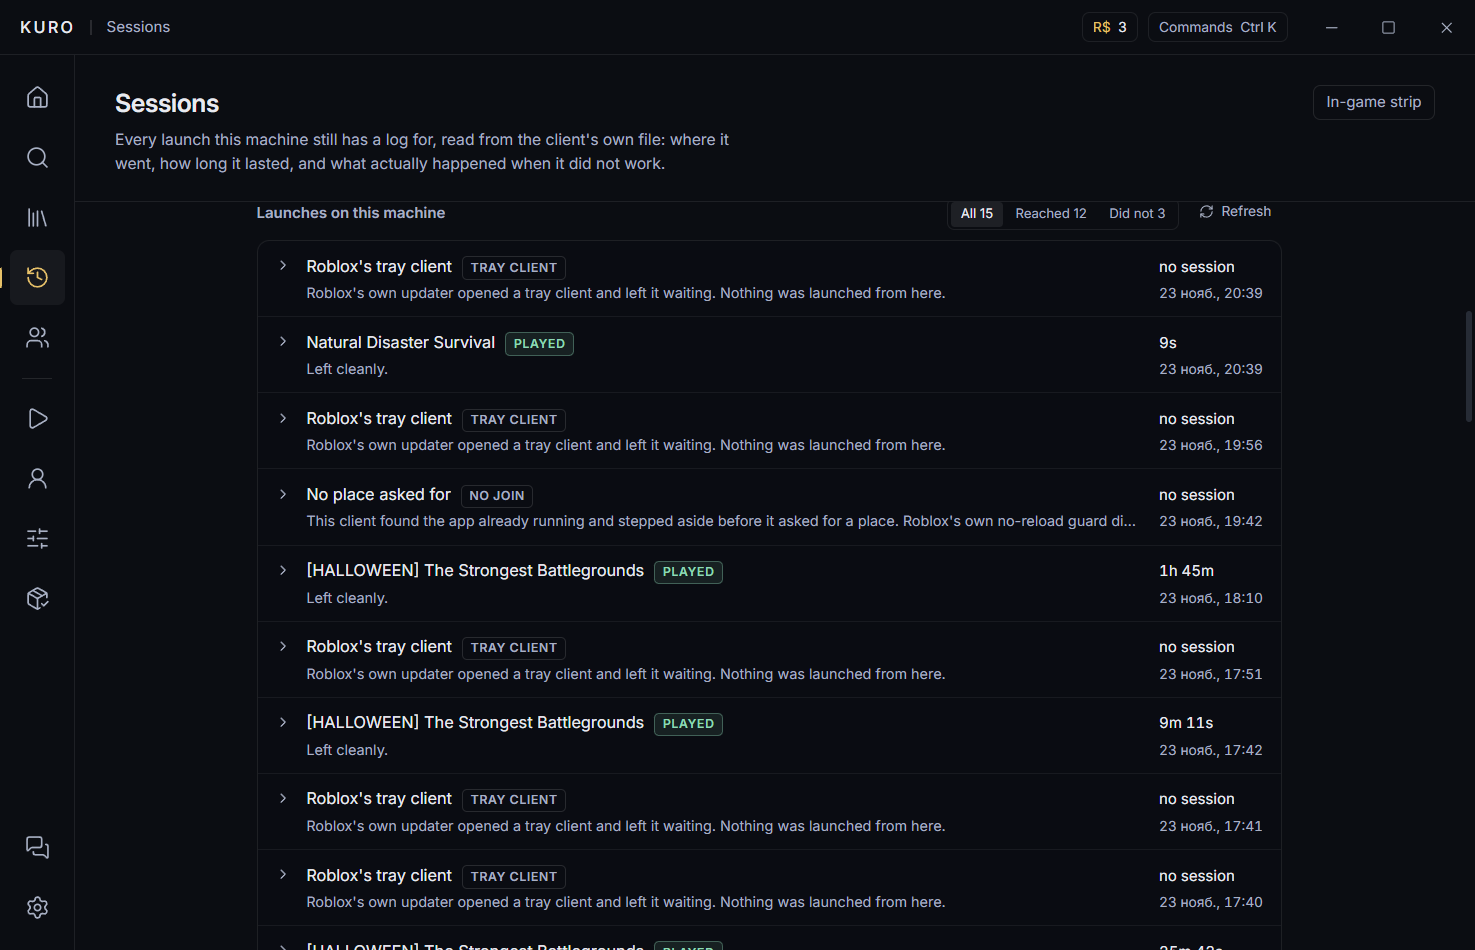 KURO | Sessions
R$ 3
Commands Ctrl K
Sessions
In-game strip
Every launch this machine still has a log for, read from the client's own file: where it
went, how long it lasted, and what actually happened when it did not work.
Launches on this machine
All 15
Reached 12
Did not 3
Refresh
Roblox's tray client TRAY CLIENT
no session
Roblox's own updater opened a tray client and left it waiting. Nothing was launched from here.
23 нояб., 20:39
Natural Disaster Survival PLAYED
9s
Left cleanly.
23 нояб., 20:39
Roblox's tray client TRAY CLIENT
no session
Roblox's own updater opened a tray client and left it waiting. Nothing was launched from here.
23 нояб., 19:56
No place asked for NO JOIN
no session
This client found the app already running and stepped aside before it asked for a place. Roblox's own no-reload guard di...
23 нояб., 19:42
[HALLOWEEN] The Strongest Battlegrounds PLAYED
1h 45m
Left cleanly.
23 нояб., 18:10
Roblox's tray client TRAY CLIENT
no session
Roblox's own updater opened a tray client and left it waiting. Nothing was launched from here.
23 нояб., 17:51
[HALLOWEEN] The Strongest Battlegrounds PLAYED
9m 11s
Left cleanly.
23 нояб., 17:42
Roblox's tray client TRAY CLIENT
no session
Roblox's own updater opened a tray client and left it waiting. Nothing was launched from here.
23 нояб., 17:41
Roblox's tray client TRAY CLIENT
no session
Roblox's own updater opened a tray client and left it waiting. Nothing was launched from here.
23 нояб., 17:40
[HALLOWEEN] The Strongest Battlegrounds PLAYED